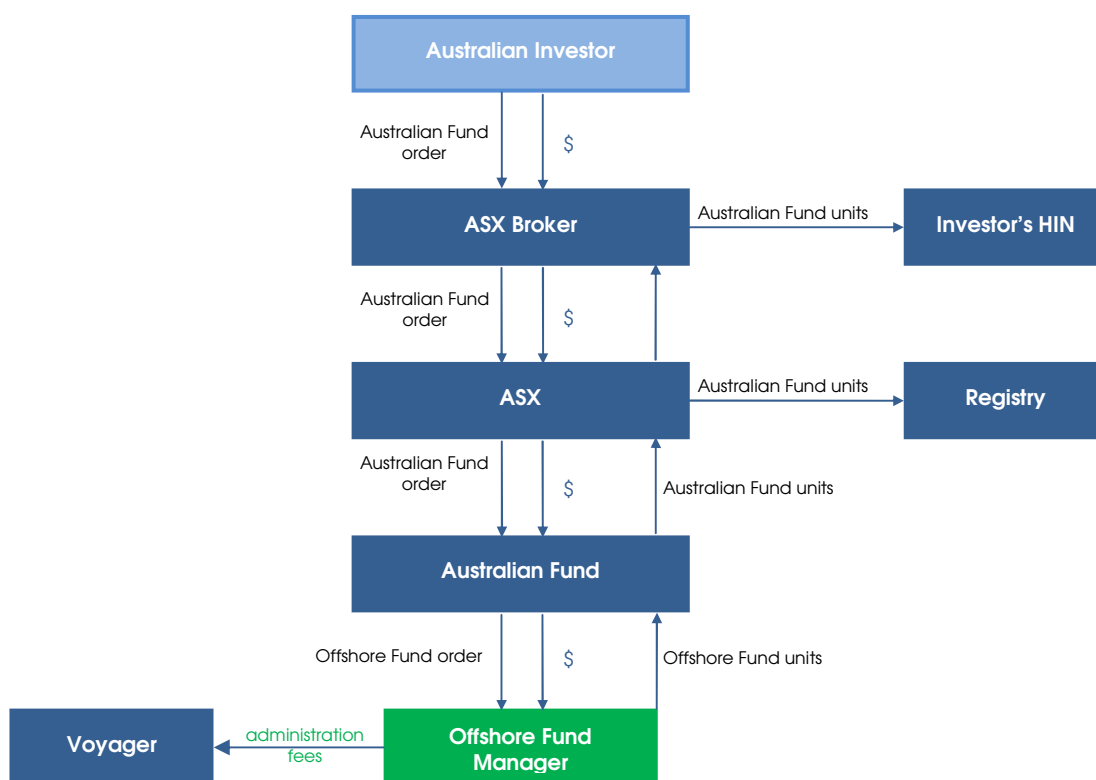 Australian Investor
Australian Fund
order
$
ASX Broker
Australian Fund units
Investor's HIN
Australian Fund
order
$
ASX
Australian Fund units
Registry
Australian Fund
order
$
Australian Fund units
Australian Fund
Offshore Fund order
$
Offshore Fund units
Voyager
administration
fees
Offshore Fund
Manager